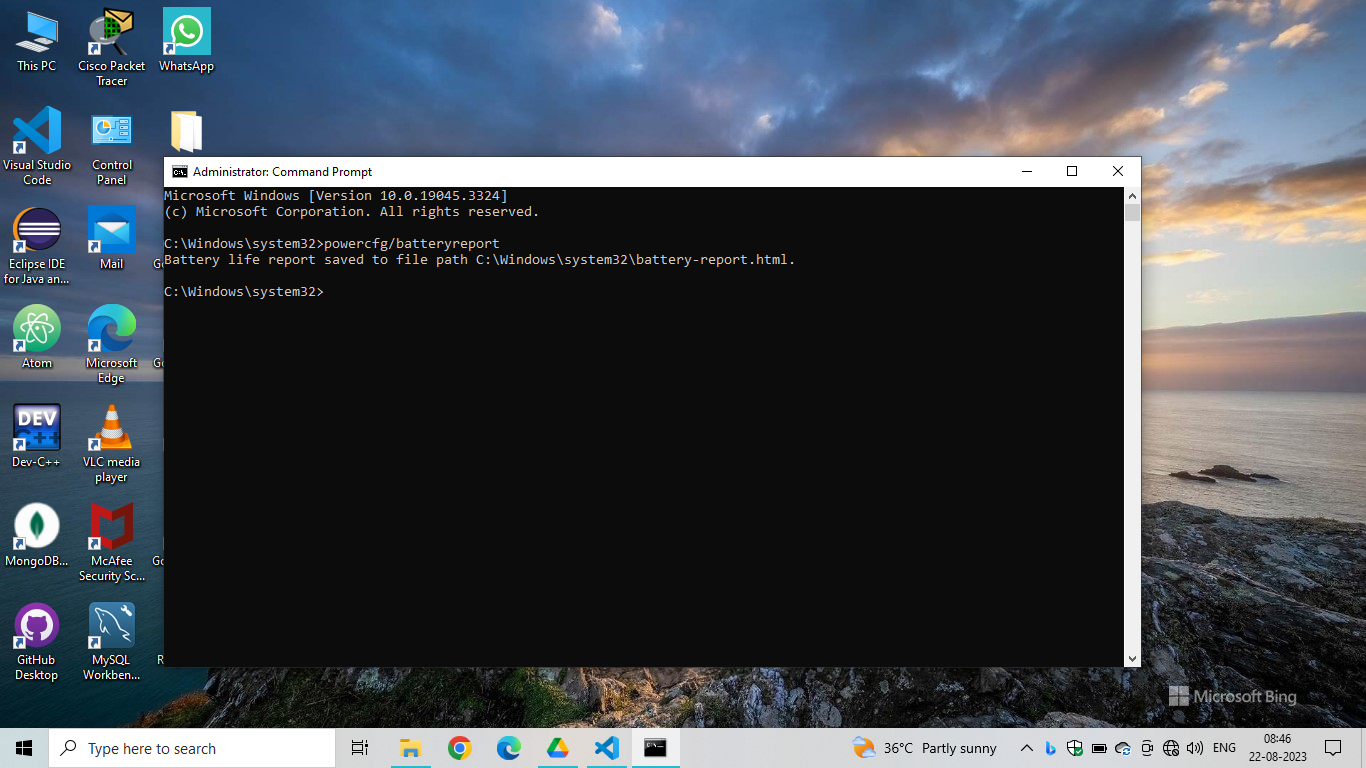 This PC
Cisco Packet
Tracer
WhatsApp
Visual Studio
Code
Control
Panel
Eclipse IDE
for Java an...
Mail
Atom
Microsoft
Edge
DEV
C++
Dev-C++
VLC media
player
MongoDB...
McAfee
Security Sc...
GitHub
Desktop
MySQL
Workben...
Administrator: Command Prompt
Microsoft Windows [Version 10.0.19045.3324]
(c) Microsoft Corporation. All rights reserved.
C:\Windows\system32>powercfg/batteryreport
Battery life report saved to file path C:\Windows\system32\battery-report.html.
C:\Windows\system32>
Microsoft Bing
Type here to search
36°C Partly sunny
ENG
08:46
22-08-2023